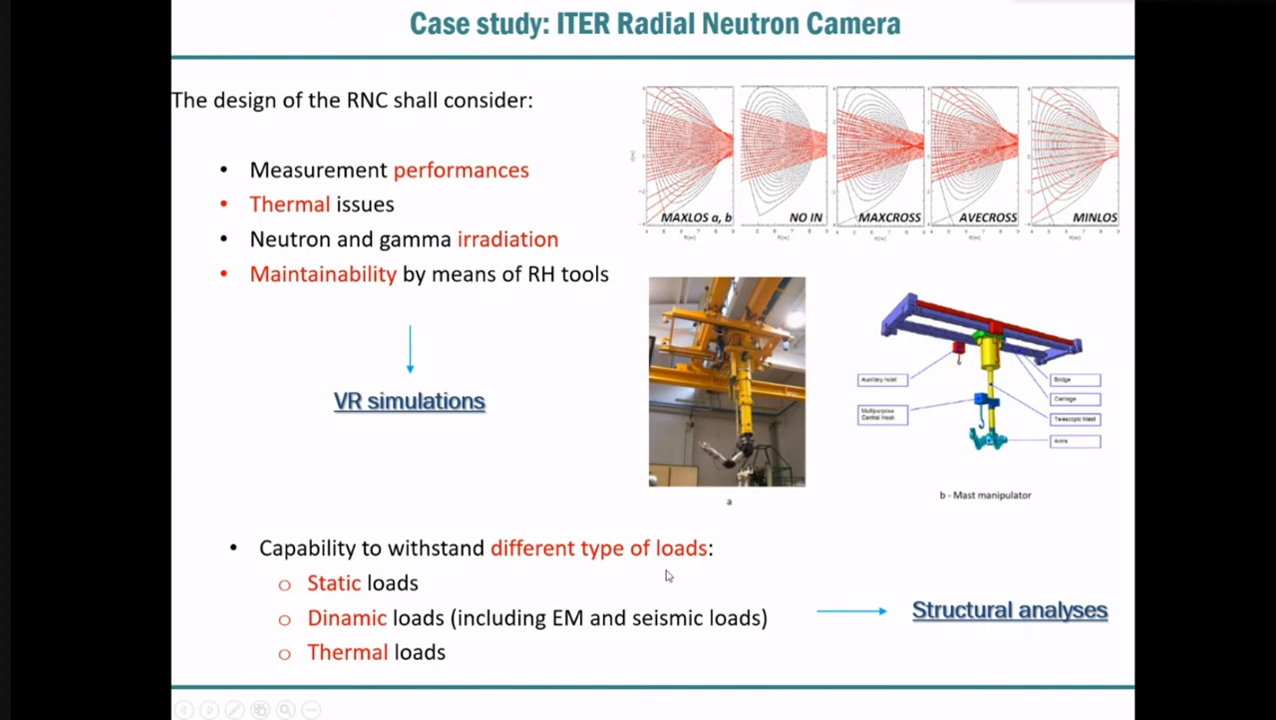 Case study: ITER Radial Neutron Camera
The design of the RNC shall consider:
• Measurement performances
• Thermal issues
• Neutron and gamma irradiation
• Maintainability by means of RH tools
VR simulations
MAXLOS a, b
NO IN
MAXCROSS
AVECROSS
MINLOS
Auxiliary hoist
Multipurpose
Central Hook
Bridge
Carriage
Telescopic Mast
Arms
a
b - Mast manipulator
• Capability to withstand different type of loads:
o Static loads
o Dinamic loads (including EM and seismic loads)
o Thermal loads
Structural analyses